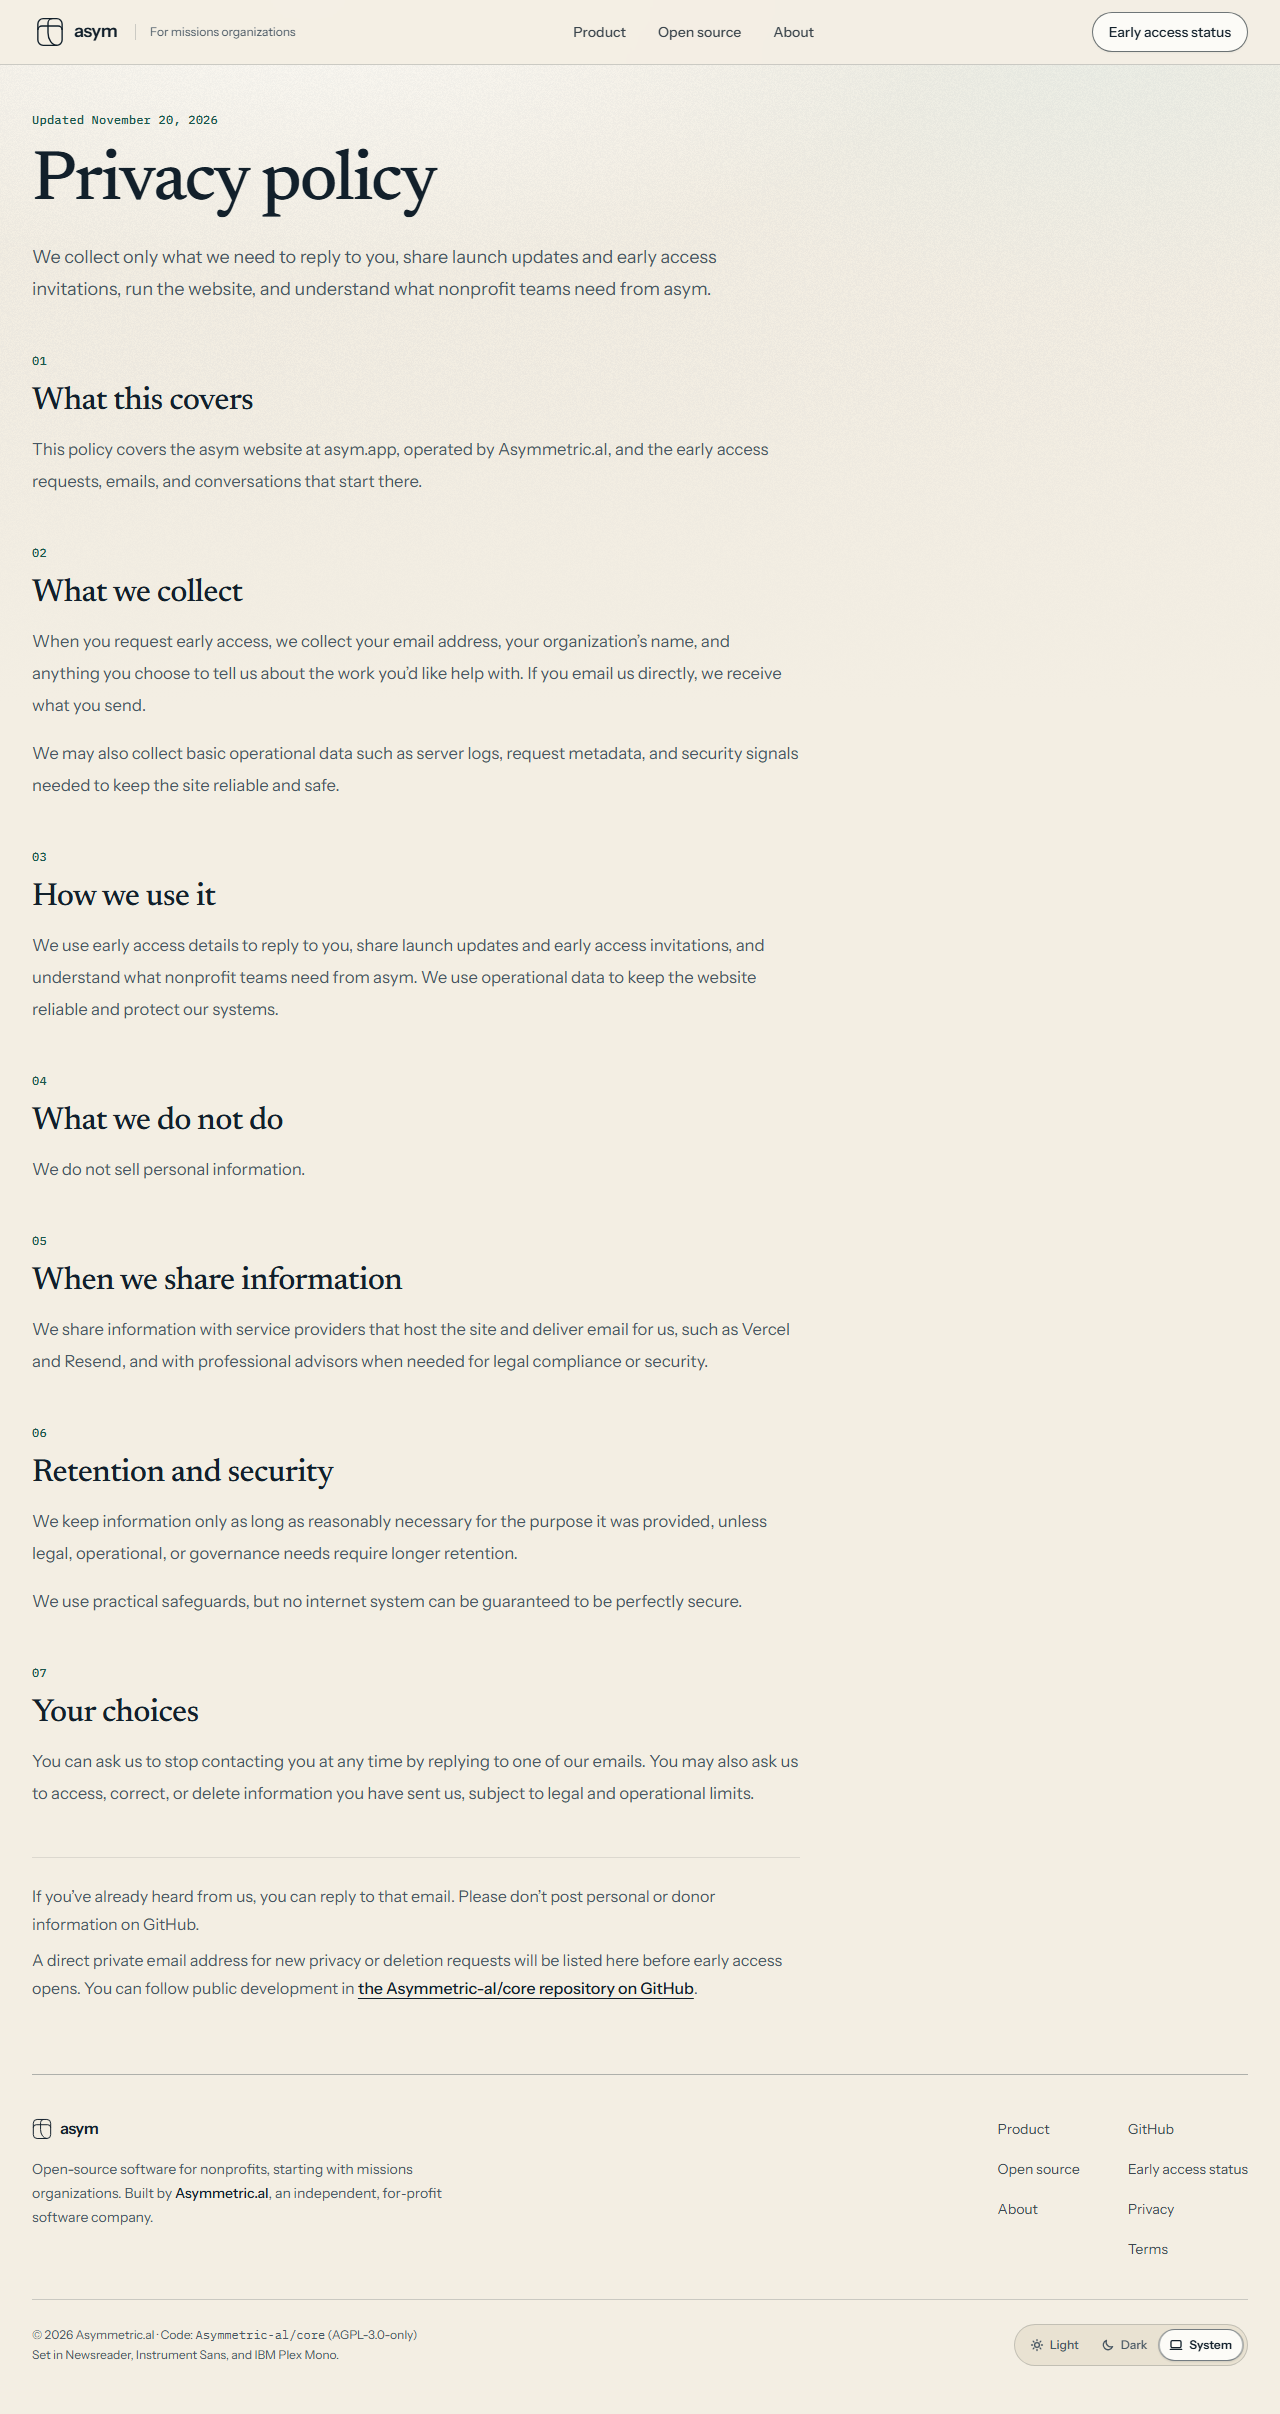 asym
For missions organizations
Product
Open source
About
Early access status
Updated November 20, 2026
Privacy policy
We collect only what we need to reply to you, share launch updates and early access
invitations, run the website, and understand what nonprofit teams need from asym.
01
What this covers
This policy covers the asym website at asym.app, operated by Asymmetric.al, and the early access
requests, emails, and conversations that start there.
02
What we collect
When you request early access, we collect your email address, your organization’s name, and
anything you choose to tell us about the work you’d like help with. If you email us directly, we receive
what you send.
We may also collect basic operational data such as server logs, request metadata, and security signals
needed to keep the site reliable and safe.
03
How we use it
We use early access details to reply to you, share launch updates and early access invitations, and
understand what nonprofit teams need from asym. We use operational data to keep the website
reliable and protect our systems.
04
What we do not do
We do not sell personal information.
05
When we share information
We share information with service providers that host the site and deliver email for us, such as Vercel
and Resend, and with professional advisors when needed for legal compliance or security.
06
Retention and security
We keep information only as long as reasonably necessary for the purpose it was provided, unless
legal, operational, or governance needs require longer retention.
We use practical safeguards, but no internet system can be guaranteed to be perfectly secure.
07
Your choices
You can ask us to stop contacting you at any time by replying to one of our emails. You may also ask us
to access, correct, or delete information you have sent us, subject to legal and operational limits.
If you’ve already heard from us, you can reply to that email. Please don’t post personal or donor
information on GitHub.
A direct private email address for new privacy or deletion requests will be listed here before early access
opens. You can follow public development in the Asymmetric-al/core repository on GitHub.
asym
Open-source software for nonprofits, starting with missions
organizations. Built by Asymmetric.al, an independent, for-profit
software company.
Product
Open source
About
GitHub
Early access status
Privacy
Terms
© 2026 Asymmetric.al · Code: Asymmetric-al/core (AGPL-3.0-only)
Set in Newsreader, Instrument Sans, and IBM Plex Mono.
Light
Dark
System